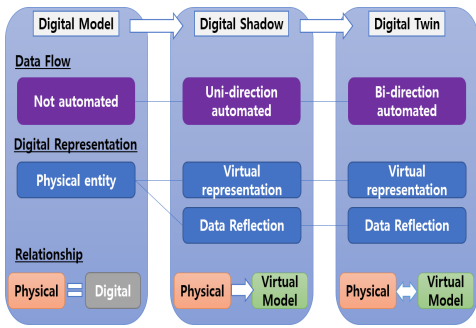 Digital Model
Digital Shadow
Digital Twin
Data Flow
Not automated
Uni-direction
automated
Bi-direction
automated
Digital Representation
Physical entity
Virtual
representation
Virtual
representation
Data Reflection
Data Reflection
Relationship
Physical
Digital
Physical
Virtual
Model
Physical
Virtual
Model